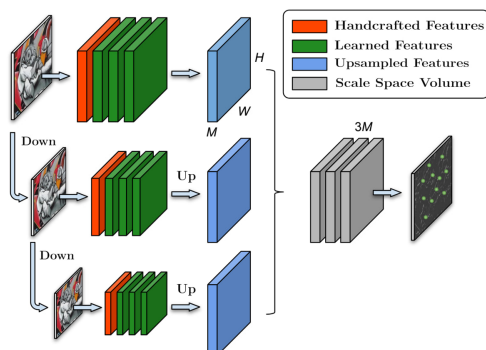 Handcrafted Features
Learned Features
Upsampled Features
Scale Space Volume
H
W
M
Down
Up
3M
Down
Up